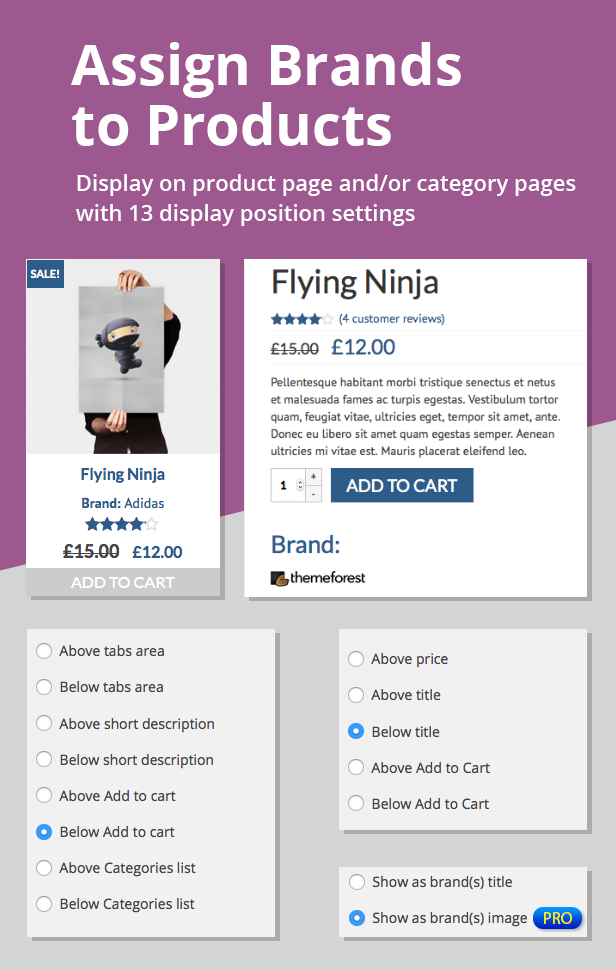 Assign Brands
to Products
Display on product page and/or category pages
with 13 display position settings
SALE!
Flying Ninja
Brand: Adidas
£15.00 £12.00
ADD TO CART
Flying Ninja
(4 customer reviews)
£15.00 £12.00
Pellentesque habitant morbi tristique senectus et netus
et malesuada fames ac turpis egestas. Vestibulum tortor
quam, feugiat vitae, ultricies eget, tempor sit amet, ante.
Donec eu libero sit amet quam egestas semper. Aenean
ultricies mi vitae est. Mauris placerat eleifend leo.
1 + -
ADD TO CART
Brand:
themeforest
Above tabs area
Below tabs area
Above short description
Below short description
Above Add to cart
Below Add to cart
Above Categories list
Below Categories list
Above price
Above title
Below title
Above Add to Cart
Below Add to Cart
Show as brand(s) title
Show as brand(s) image PRO